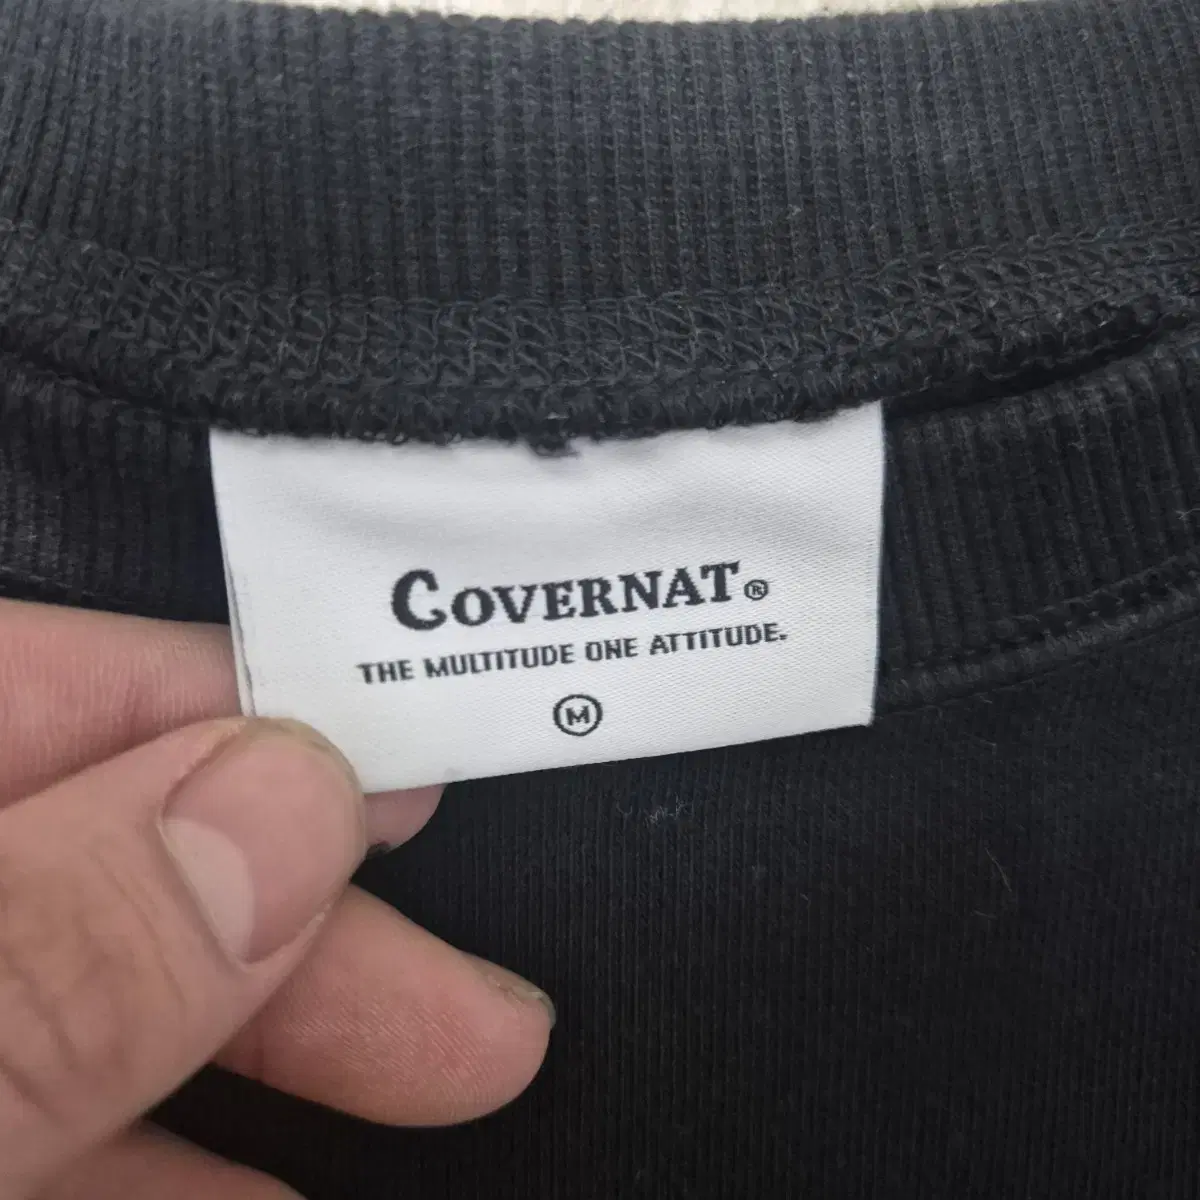 COVERNAT®
THE MULTITUDE ONE ATTITUDE.
M